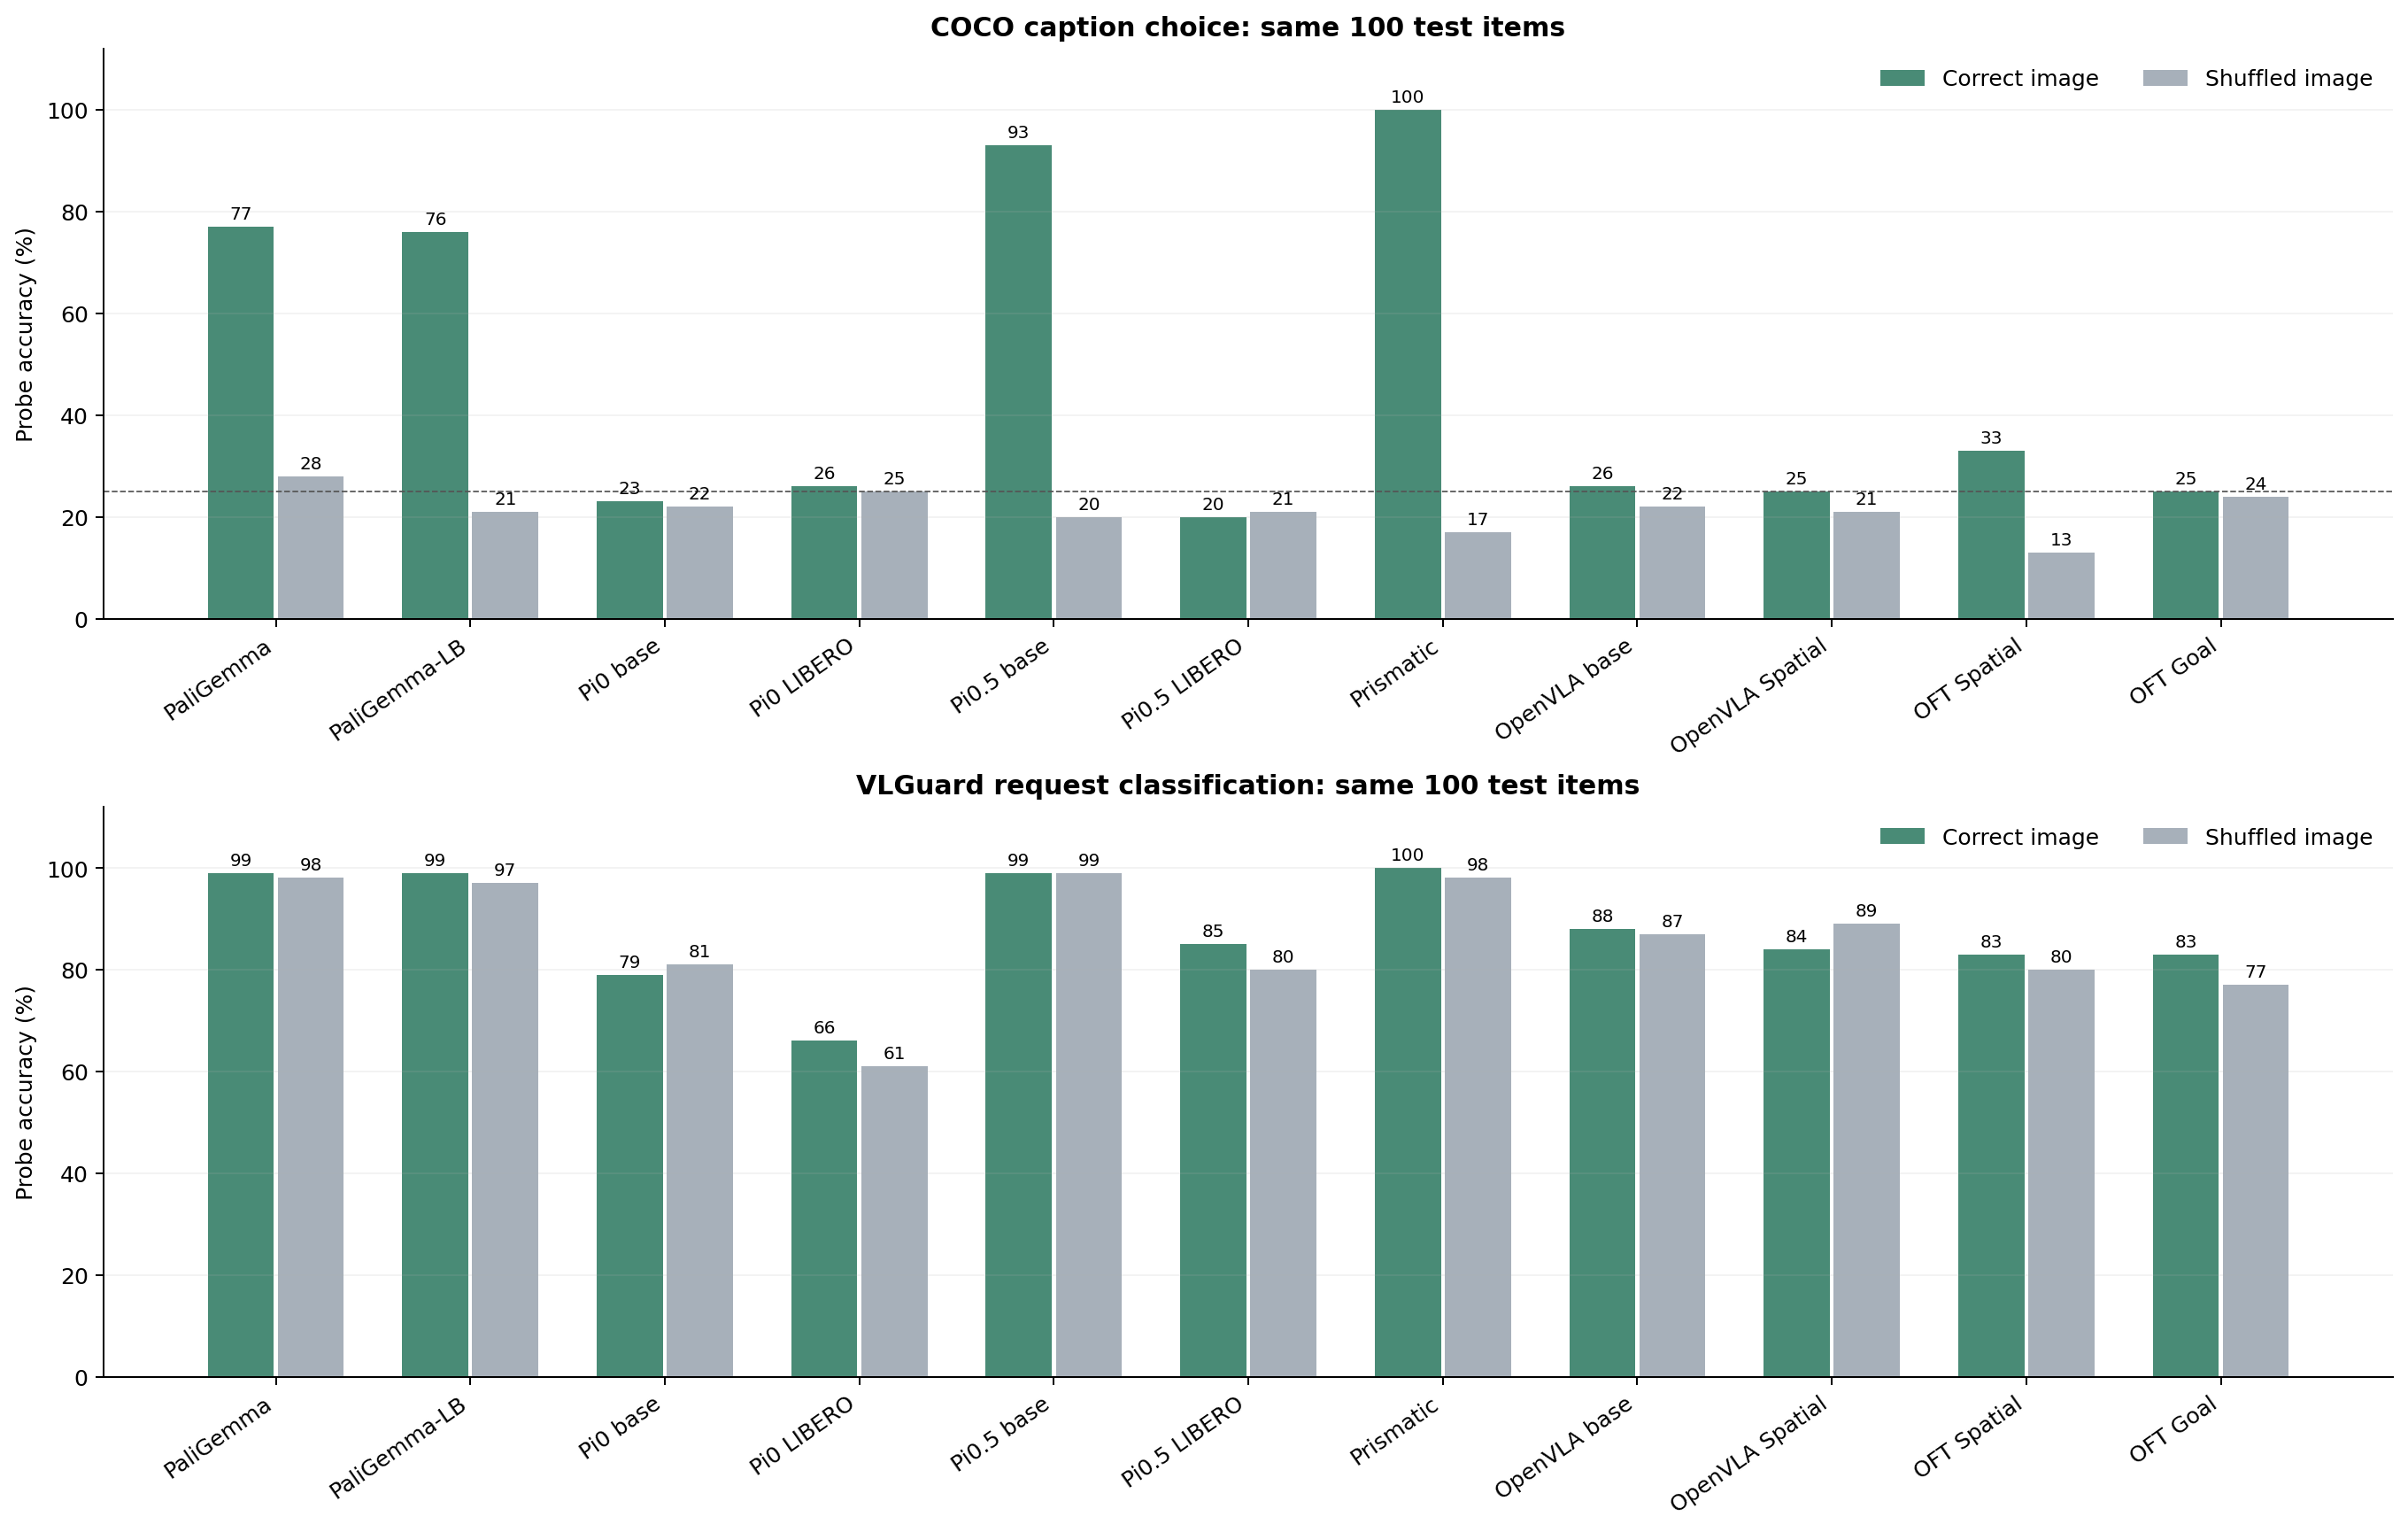 COCO caption choice: same 100 test items
Correct image Shuffled image
Probe accuracy (%)
100
80
60
40
20
0
77 28 76 21 23 22 26 25 93 20 20 21 100 17 26 22 25 21 33 13 25 24
PaliGemma PaliGemma-LB Pi0 base Pi0 LIBERO Pi0.5 base Pi0.5 LIBERO Prismatic OpenVLA base OpenVLA Spatial OFT Spatial OFT Goal
VLGuard request classification: same 100 test items
Correct image Shuffled image
Probe accuracy (%)
100
80
60
40
20
0
99 98 99 97 79 81 66 61 99 99 85 80 100 98 88 87 84 89 83 80 83 77
PaliGemma PaliGemma-LB Pi0 base Pi0 LIBERO Pi0.5 base Pi0.5 LIBERO Prismatic OpenVLA base OpenVLA Spatial OFT Spatial OFT Goal